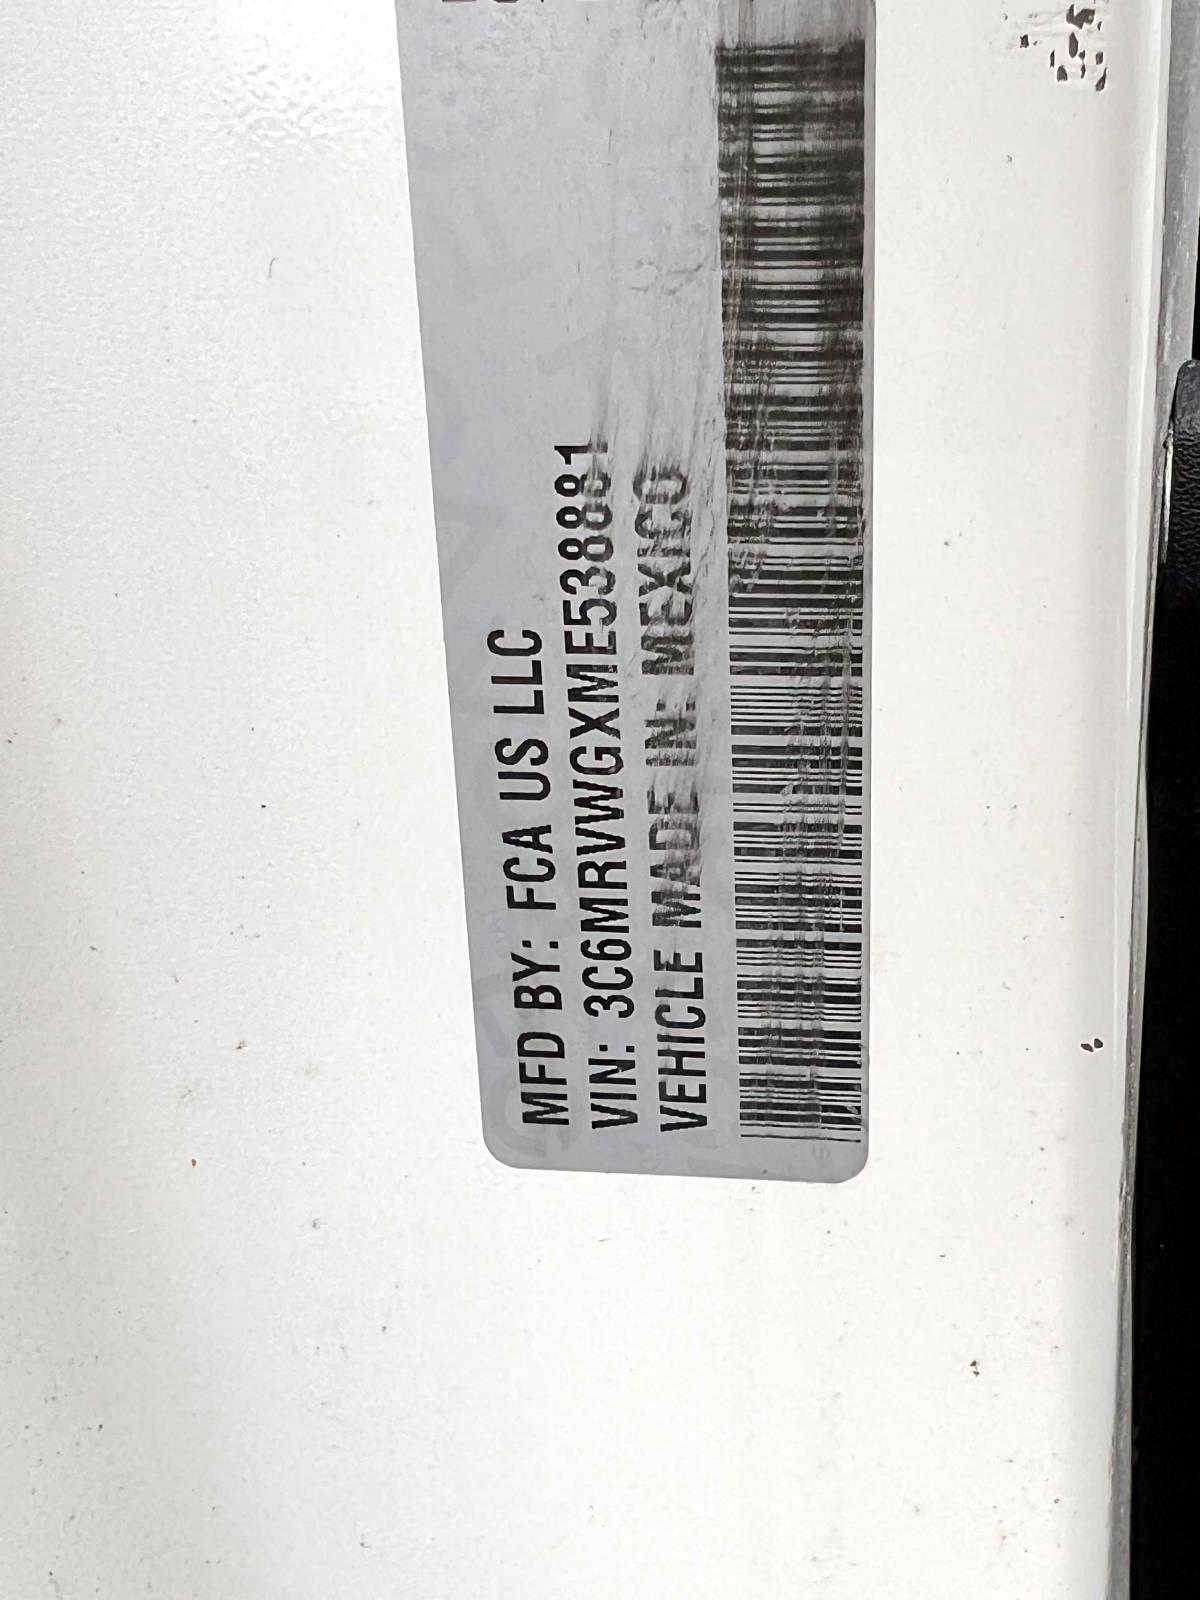 MFD BY: FCA US LLC
VIN: 3C6MRVWGXME538881
VEHICLE MADE IN: MEXICO